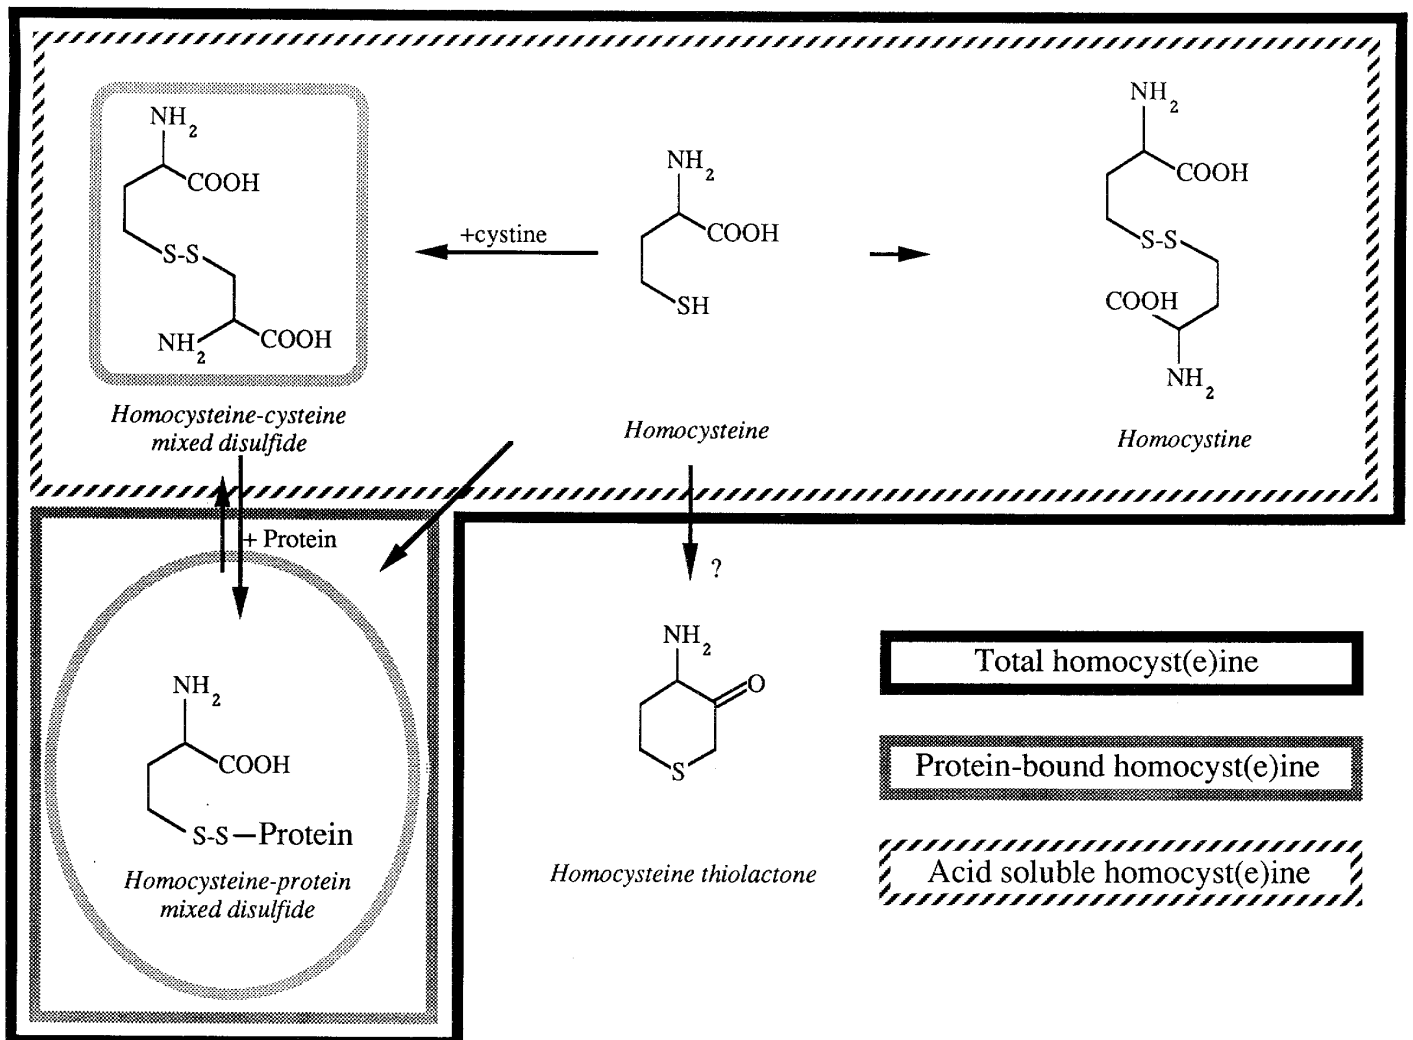 NH2
COOH
S-S
NH2
COOH
Homocysteine-cysteine
mixed disulfide
+cystine
NH2
COOH
SH
Homocysteine
NH2
COOH
S-S
COOH
NH2
Homocystine
+ Protein
?
NH2
COOH
S-S—Protein
Homocysteine-protein
mixed disulfide
NH2
O
S
Homocysteine thiolactone
Total homocyst(e)ine
Protein-bound homocyst(e)ine
Acid soluble homocyst(e)ine